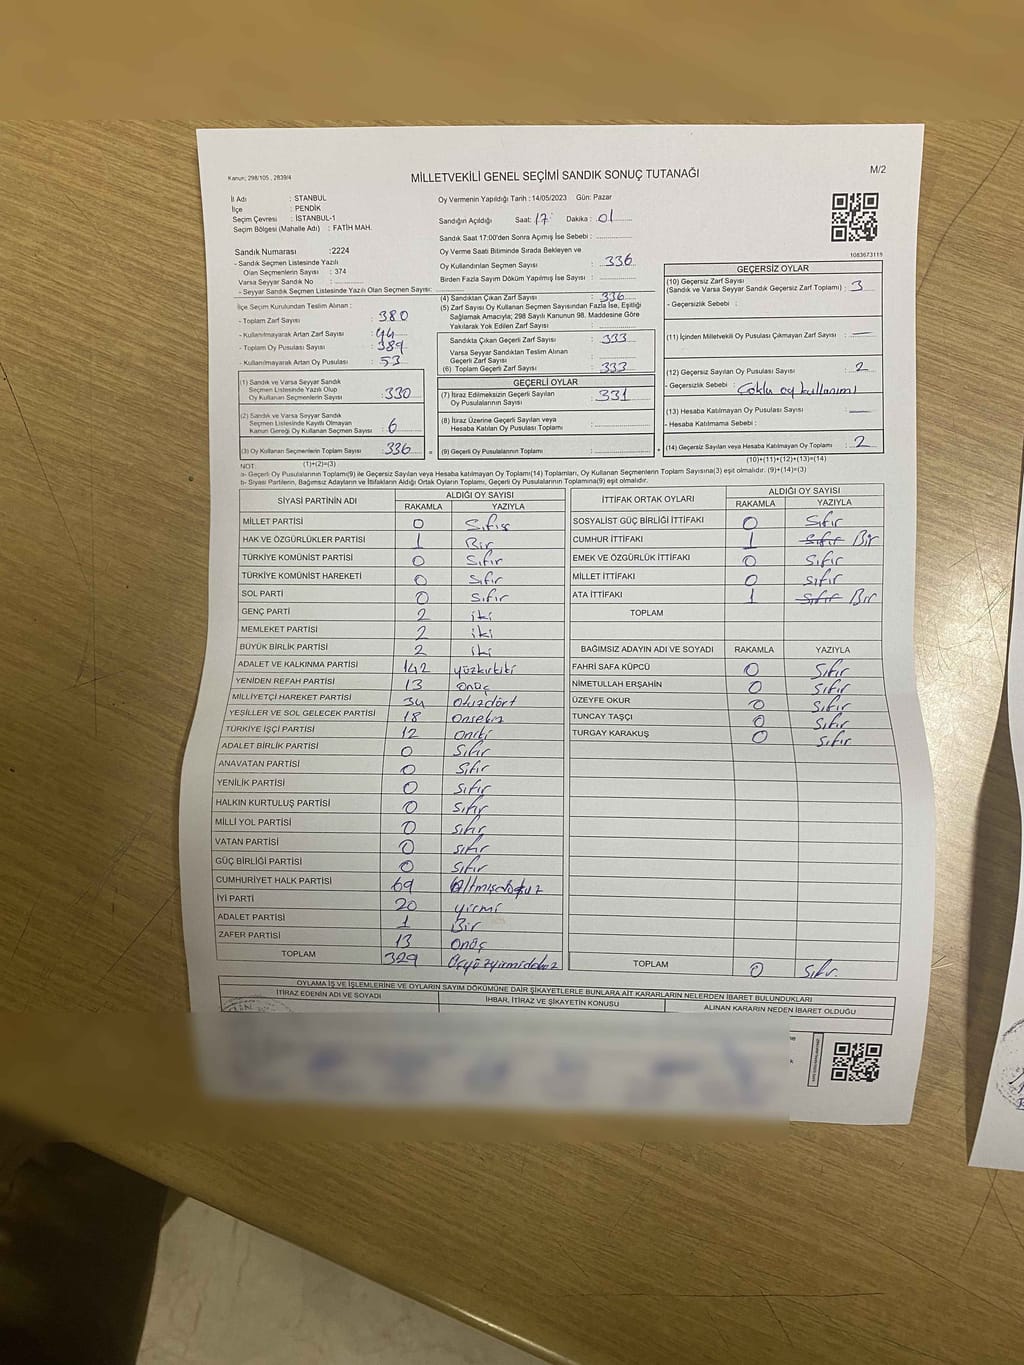 Kanun; 298/105 , 2839/4
MİLLETVEKİLİ GENEL SEÇİMİ SANDIK SONUÇ TUTANAĞI
M/2
İl Adı : STANBUL
İlçe : PENDİK
Seçim Çevresi : İSTANBUL-1
Seçim Bölgesi (Mahalle Adı) : FATİH MAH.
Sandık Numarası :2224
- Sandık Seçmen Listesinde Yazılı
Olan Seçmenlerin Sayısı : 374
Varsa Seyyar Sandık No :
- Seyyar Sandık Seçmen Listesinde Yazılı Olan Seçmen Sayısı:
İlçe Seçim Kurulundan Teslim Alınan :
- Toplam Zarf Sayısı : 380
- Kullanılmayarak Artan Zarf Sayısı : 44
- Toplam Oy Pusulası Sayısı : 389
- Kullanılmayarak Artan Oy Pusulası : 53
(1) Sandık ve Varsa Seyyar Sandık
Seçmen Listesinde Yazılı Olup
Oy Kullanan Seçmenlerin Sayısı : 330
(2) Sandık ve Varsa Seyyar Sandık
Seçmen Listesinde Kayıtlı Olmayan
Kanun Gereği Oy Kullanan Seçmen Sayısı : 6
(3) Oy Kullanan Seçmenlerin Toplam Sayısı : 336
(1)+(2)=(3)
Oy Vermenin Yapıldığı Tarih : 14/05/2023 Gün: Pazar
Sandığın Açıldığı Saat: 17 Dakika : 01
Sandık Saat 17:00'den Sonra Açımış İse Sebebi :
Oy Verme Saati Bitiminde Sırada Bekleyen ve
Oy Kullandırılan Seçmen Sayısı : 336
Birden Fazla Sayım Döküm Yapılmış İse Sayısı :
(4) Sandıktan Çıkan Zarf Sayısı : 336
(5) Zarf Sayısı Oy Kullanan Seçmen Sayısından Fazla İse, Eşitliği
Sağlamak Amacıyla; 298 Sayılı Kanunun 98. Maddesine Göre
Yakılarak Yok Edilen Zarf Sayısı :
Sandıkta Çıkan Geçerli Zarf Sayısı : 333
Varsa Seyyar Sandıktan Teslim Alınan
Geçerli Zarf Sayısı :
(6) Toplam Geçerli Zarf Sayısı : 333
GEÇERLİ OYLAR
(7) İtiraz Edilmeksizin Geçerli Sayılan
Oy Pusulalarının Sayısı : 331
(8) İtiraz Üzerine Geçerli Sayılan veya
Hesaba Katılan Oy Pusulası Toplamı :
= (9) Geçerli Oy Pusulalarının Toplamı :
1083673119
GEÇERSİZ OYLAR
(10) Geçersiz Zarf Sayısı
(Sandık ve Varsa Seyyar Sandık Geçersiz Zarf Toplamı) : 3
- Geçersizlik Sebebi :
(11) İçinden Milletvekili Oy Pusulası Çıkmayan Zarf Sayısı : —
(12) Geçersiz Sayılan Oy Pusulası Sayısı : 2
- Geçersizlik Sebebi : Çoklu oy kullanımı
(13) Hesaba Katılmayan Oy Pusulası Sayısı : —
- Hesaba Katılmama Sebebi :
+ (14) Geçersiz Sayılan veya Hesaba Katılmayan Oy Toplamı : 2
(10)+(11)+(12)+(13)=(14)
NOT:
a- Geçerli Oy Pusulalarının Toplamı(9) ile Geçersiz Sayılan veya Hesaba katılmayan Oy Toplamı(14) Toplamları, Oy Kullanan Seçmenlerin Toplam Sayısına(3) eşit olmalıdır. (9)+(14)=(3)
b- Siyasi Partilerin, Bağımsız Adayların ve İttifakların Aldığı Ortak Oyların Toplamı, Geçerli Oy Pusulalarının Toplamına(9) eşit olmalıdır.
SİYASİ PARTİNİN ADI ALDIĞI OY SAYISI
RAKAMLA YAZIYLA
MİLLET PARTİSİ 0 Sıfır
HAK VE ÖZGÜRLÜKLER PARTİSİ 1 Bir
TÜRKİYE KOMÜNİST PARTİSİ 0 Sıfır
TÜRKİYE KOMÜNİST HAREKETİ 0 Sıfır
SOL PARTİ 0 Sıfır
GENÇ PARTİ 2 iki
MEMLEKET PARTİSİ 2 iki
BÜYÜK BİRLİK PARTİSİ 2 iki
ADALET VE KALKINMA PARTİSİ 142 yüzkırkiki
YENİDEN REFAH PARTİSİ 13 onüç
MİLLİYETÇİ HAREKET PARTİSİ 34 Otuzdört
YEŞİLLER VE SOL GELECEK PARTİSİ 18 Onsekiz
TÜRKİYE İŞÇİ PARTİSİ 12 Oniki
ADALET BİRLİK PARTİSİ 0 Sıfır
ANAVATAN PARTİSİ 0 Sıfır
YENİLİK PARTİSİ 0 Sıfır
HALKIN KURTULUŞ PARTİSİ 0 Sıfır
MİLLİ YOL PARTİSİ 0 Sıfır
VATAN PARTİSİ 0 Sıfır
GÜÇ BİRLİĞİ PARTİSİ 0 Sıfır
CUMHURİYET HALK PARTİSİ 69 Altmışdokuz
İYİ PARTİ 20 yirmi
ADALET PARTİSİ 1 Bir
ZAFER PARTİSİ 13 Onüç
TOPLAM 329 Üçyüzyirmidokuz
İTTİFAK ORTAK OYLARI ALDIĞI OY SAYISI
RAKAMLA YAZIYLA
SOSYALİST GÜÇ BİRLİĞİ İTTİFAKI 0 Sıfır
CUMHUR İTTİFAKI 1 Sıfır Bir
EMEK VE ÖZGÜRLÜK İTTİFAKI 0 Sıfır
MİLLET İTTİFAKI 0 Sıfır
ATA İTTİFAKI 1 Sıfır Bir
TOPLAM
BAĞIMSIZ ADAYIN ADI VE SOYADI RAKAMLA YAZIYLA
FAHRİ SAFA KÜPCÜ 0 Sıfır
NİMETULLAH ERŞAHİN 0 Sıfır
ÜZEYFE OKUR 0 Sıfır
TUNCAY TAŞÇI 0 Sıfır
TURGAY KARAKUŞ 0 Sıfır
TOPLAM 0 Sıfır.
OYLAMA İŞ VE İŞLEMLERİNE VE OYLARIN SAYIM DÖKÜMÜNE DAİR ŞİKAYETLERLE BUNLARA AİT KARARLARIN NELERDEN İBARET BULUNDUKLARI
İTİRAZ EDENİN ADI VE SOYADI İHBAR, İTİRAZ VE ŞİKAYETİN KONUSU ALINAN KARARIN NEDEN İBARET OLDUĞU